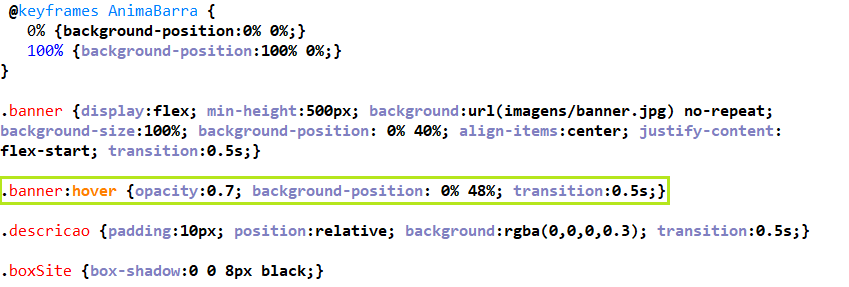 @keyframes AnimaBarra {
0% {background-position:0% 0%;}
100% {background-position:100% 0%;}
}
.banner {display:flex; min-height:500px; background:url(imagens/banner.jpg) no-repeat;
background-size:100%; background-position: 0% 40%; align-items:center; justify-content:
flex-start; transition:0.5s;}
.banner:hover {opacity:0.7; background-position: 0% 48%; transition:0.5s;}
.descricao {padding:10px; position:relative; background:rgba(0,0,0,0.3); transition:0.5s;}
.boxSite {box-shadow:0 0 8px black;}